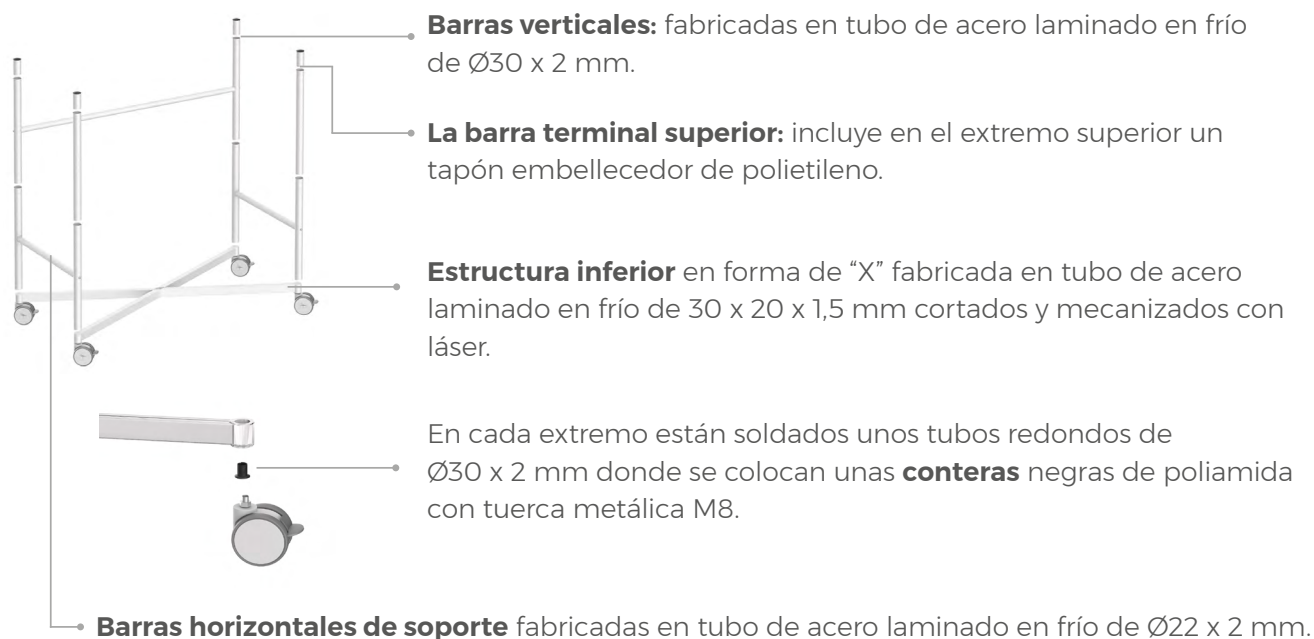 Barras verticales: fabricadas en tubo de acero laminado en frío
de Ø30 x 2 mm.
La barra terminal superior: incluye en el extremo superior un
tapón embellecedor de polietileno.
Estructura inferior en forma de “X” fabricada en tubo de acero
laminado en frío de 30 x 20 x 1,5 mm cortados y mecanizados con
láser.
En cada extremo están soldados unos tubos redondos de
Ø30 x 2 mm donde se colocan unas conteras negras de poliamida
con tuerca metálica M8.
Barras horizontales de soporte fabricadas en tubo de acero laminado en frío de Ø22 x 2 mm.